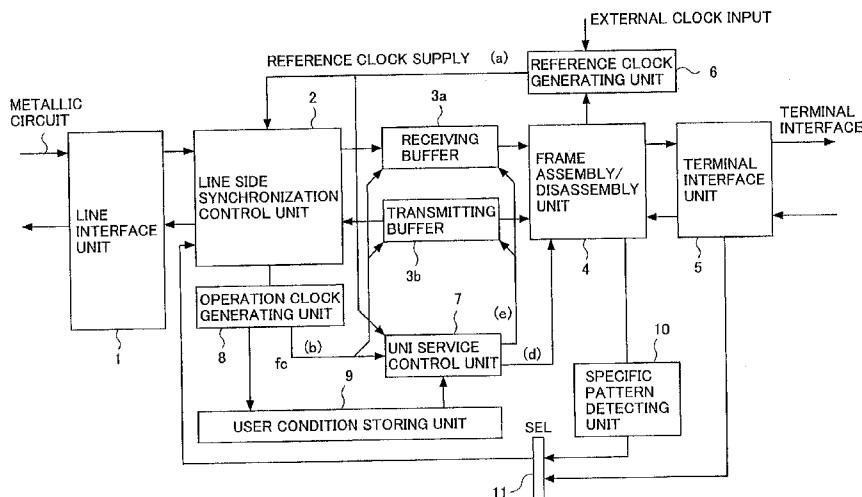 EXTERNAL CLOCK INPUT
REFERENCE CLOCK SUPPLY (a)
REFERENCE CLOCK
GENERATING UNIT
6
METALLIC
CIRCUIT
2
3a
TERMINAL
INTERFACE
RECEIVING
BUFFER
LINE
INTERFACE
UNIT
LINE SIDE
SYNCHRONIZATION
CONTROL UNIT
FRAME
ASSEMBLY/
DISASSEMBLY
UNIT
TERMINAL
INTERFACE
UNIT
TRANSMITTING
BUFFER
3b
4
5
OPERATION CLOCK
GENERATING UNIT
1
8
fc
(b)
7
(e)
(d)
UNI SERVICE
CONTROL UNIT
10
9
SPECIFIC
PATTERN
DETECTING
UNIT
USER CONDITION STORING UNIT
SEL
11